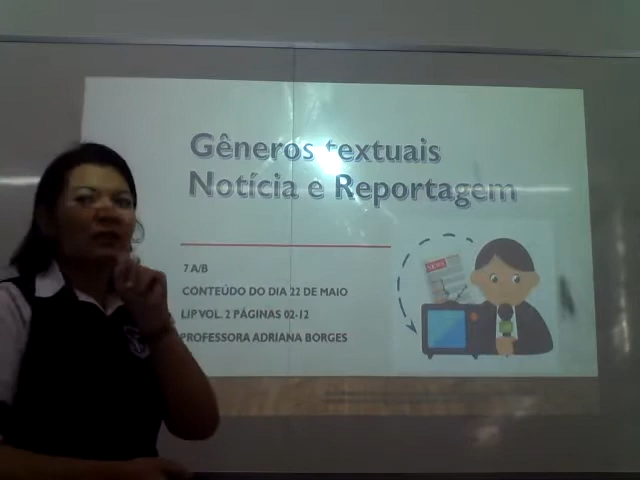 Gêneros textuais
Notícia e Reportagem
7 A/B
CONTEÚDO DO DIA 22 DE MAIO
LIP VOL. 2 PÁGINAS 02-12
PROFESSORA ADRIANA BORGES
NEWS